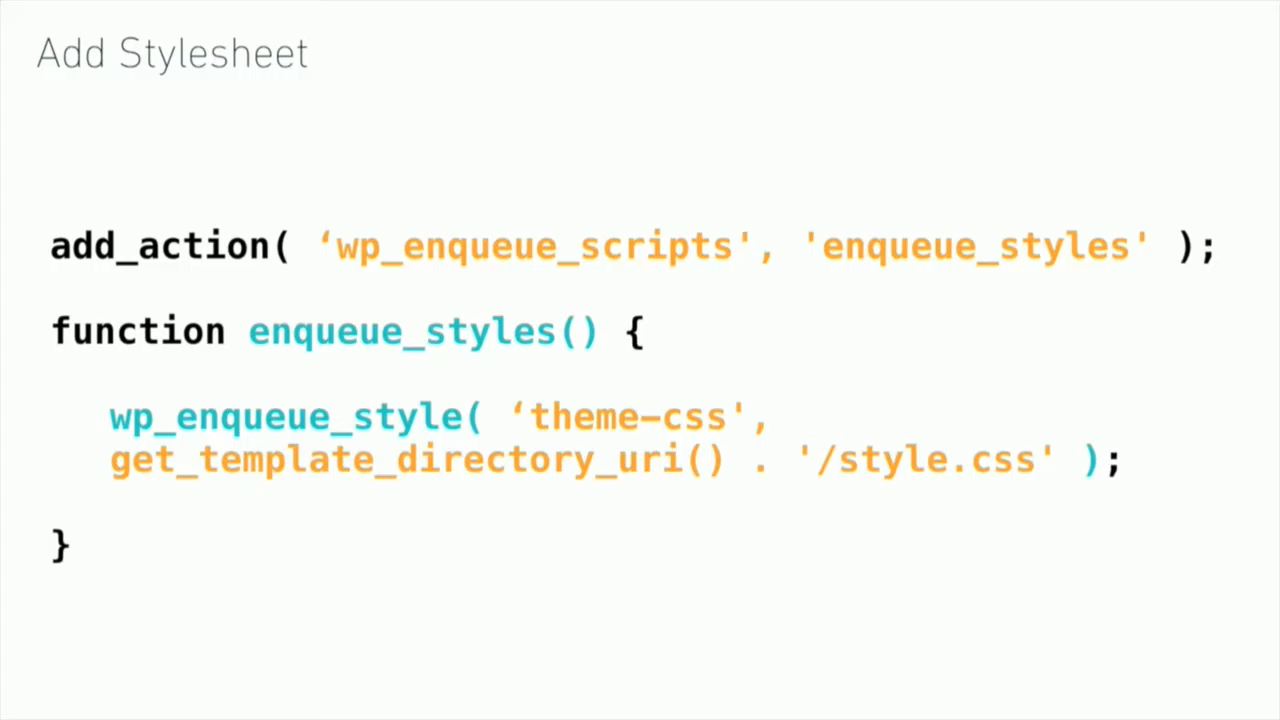 Add Stylesheet
add_action( ‘wp_enqueue_scripts', 'enqueue_styles' );
function enqueue_styles() {
wp_enqueue_style( ‘theme-css',
get_template_directory_uri() . '/style.css' );
}